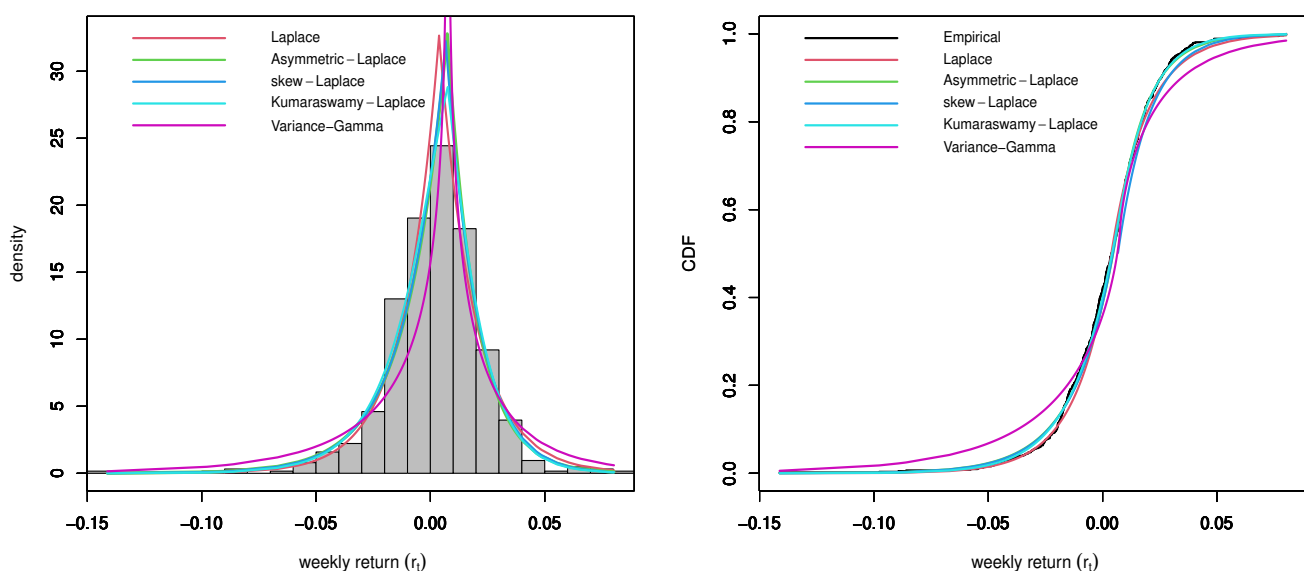 Laplace
Asymmetric−Laplace
skew−Laplace
Kumaraswamy−Laplace
Variance−Gamma
density
0 5 10 15 20 25 30
−0.15 −0.10 −0.05 0.00 0.05
weekly return (rt)
Empirical
Laplace
Asymmetric−Laplace
skew−Laplace
Kumaraswamy−Laplace
Variance−Gamma
CDF
0.0 0.2 0.4 0.6 0.8 1.0
−0.15 −0.10 −0.05 0.00 0.05
weekly return (rt)